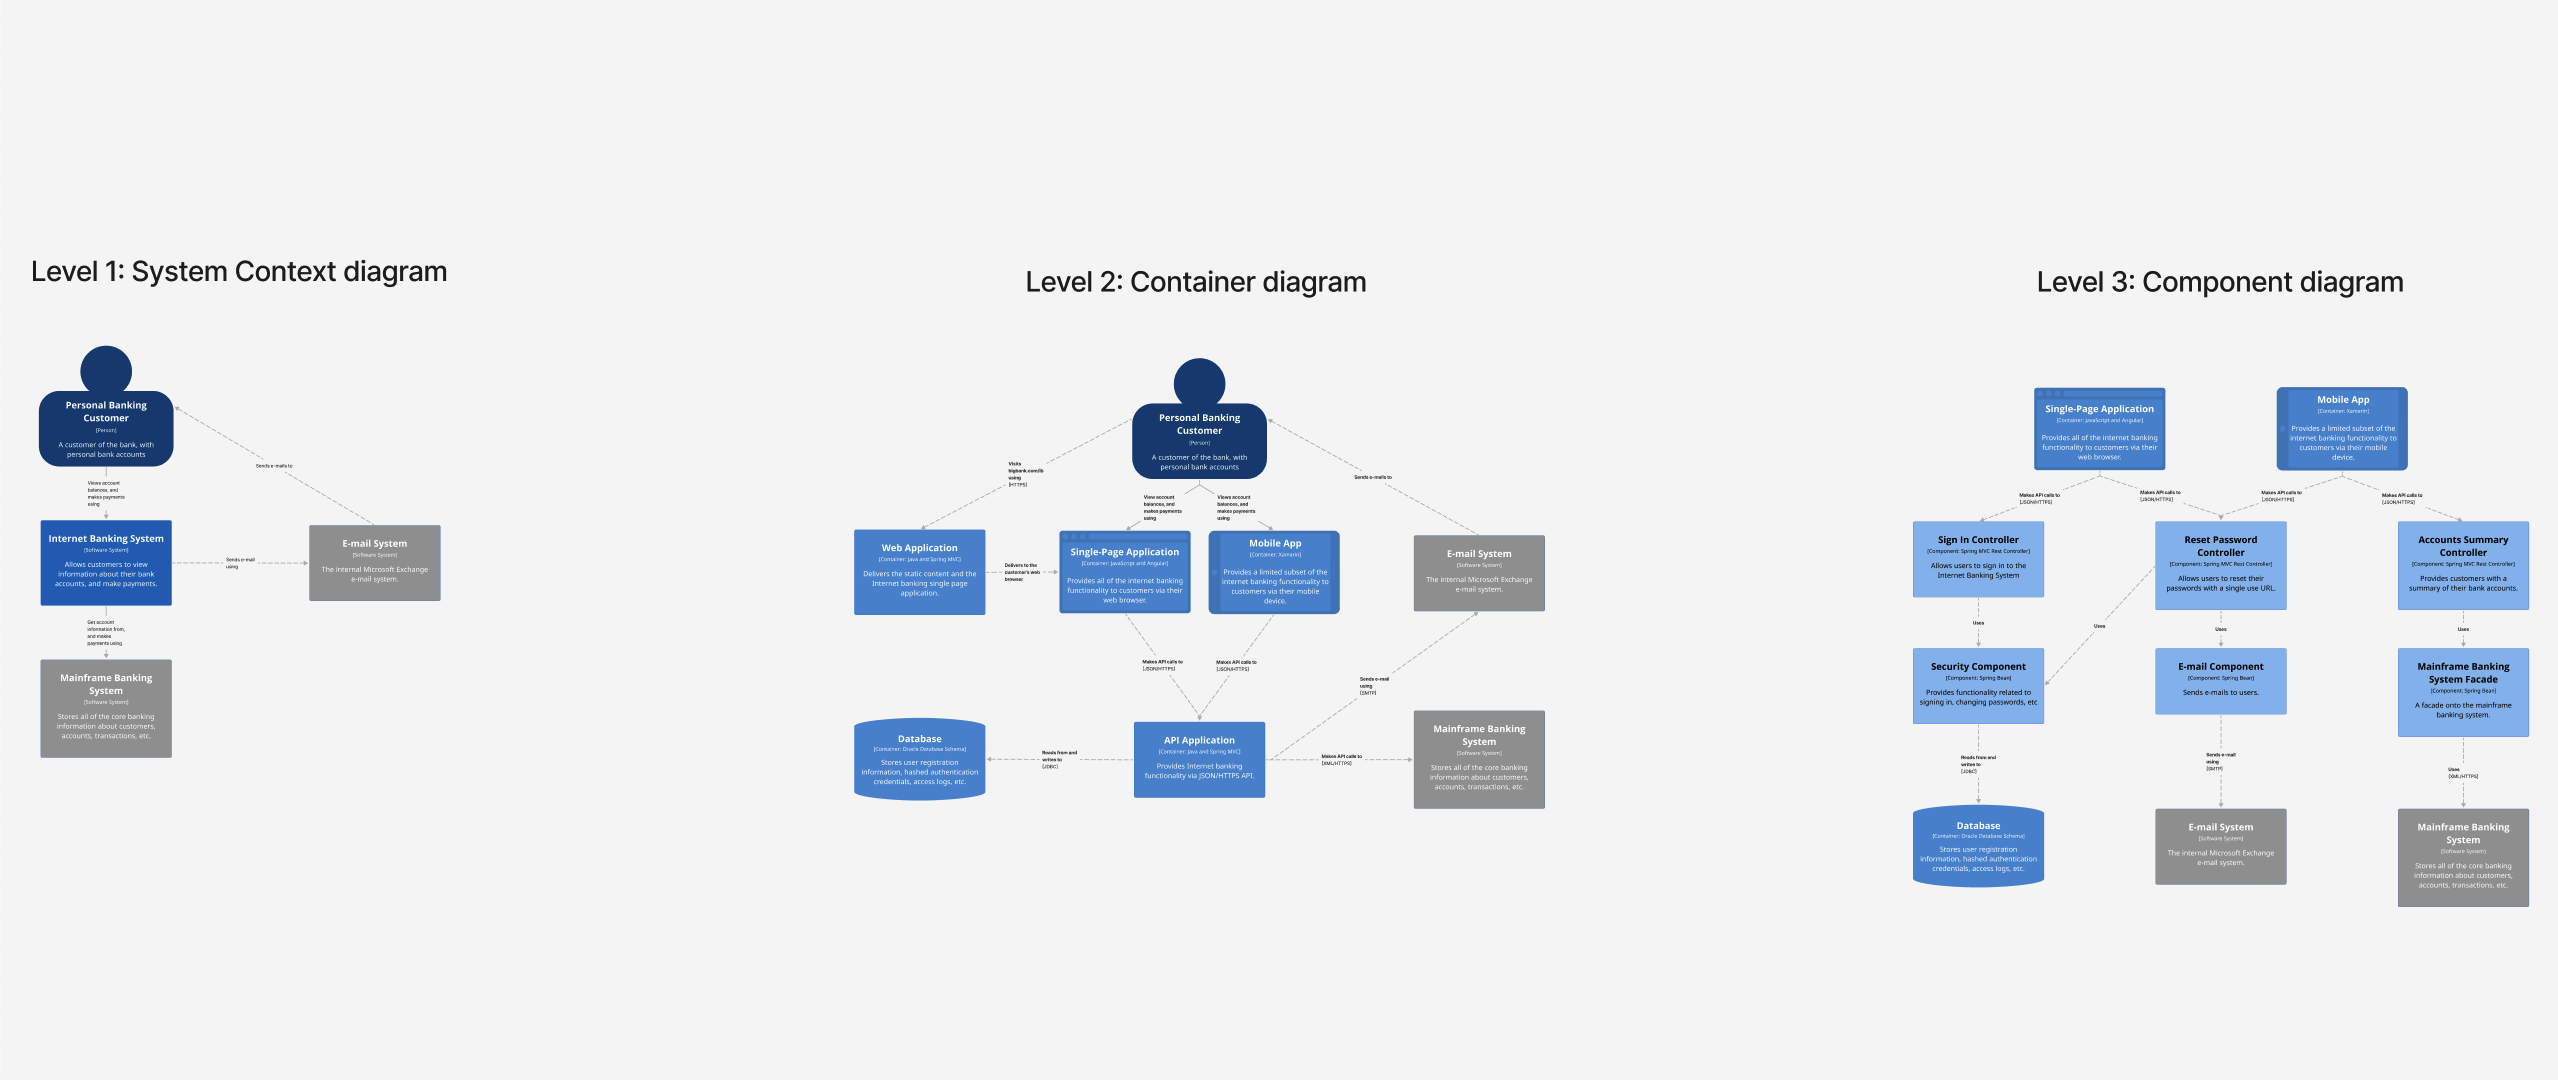 Level 1: System Context diagram
Personal Banking
Customer
[Person]
A customer of the bank, with
personal bank accounts
Sends e-mails to
Views account
balances, and
makes payments
using
Internet Banking System
[Software System]
Allows customers to view
information about their bank
accounts, and make payments.
Sends e-mail
using
E-mail System
[Software System]
The internal Microsoft Exchange
e-mail system.
Get account
information from,
and makes
payments using
Mainframe Banking
System
[Software System]
Stores all of the core banking
information about customers,
accounts, transactions, etc.
Level 2: Container diagram
Personal Banking
Customer
[Person]
A customer of the bank, with
personal bank accounts
Visits
bigbank.com/ib
using
[HTTPS]
View account
balances, and
makes payments
using
Views account
balances, and
makes payments
using
Sends e-mails to
Web Application
[Container: Java and Spring MVC]
Delivers the static content and the
Internet banking single page
application.
Delivers to the
customer's web
browser
Single-Page Application
[Container: JavaScript and Angular]
Provides all of the internet banking
functionality to customers via their
web browser.
Mobile App
[Container: Xamarin]
Provides a limited subset of the
internet banking functionality to
customers via their mobile
device.
E-mail System
[Software System]
The internal Microsoft Exchange
e-mail system.
Makes API calls to
[JSON/HTTPS]
Makes API calls to
[JSON/HTTPS]
Sends e-mail
using
[SMTP]
Database
[Container: Oracle Database Schema]
Stores user registration
information, hashed authentication
credentials, access logs, etc.
Reads from and
writes to
[JDBC]
API Application
[Container: Java and Spring MVC]
Provides Internet banking
functionality via JSON/HTTPS API.
Makes API calls to
[XML/HTTPS]
Mainframe Banking
System
[Software System]
Stores all of the core banking
information about customers,
accounts, transactions, etc.
Level 3: Component diagram
Single-Page Application
[Container: JavaScript and Angular]
Provides all of the internet banking
functionality to customers via their
web browser.
Mobile App
[Container: Xamarin]
Provides a limited subset of the
internet banking functionality to
customers via their mobile
device.
Makes API calls to
[JSON/HTTPS]
Makes API calls to
[JSON/HTTPS]
Makes API calls to
[JSON/HTTPS]
Makes API calls to
[JSON/HTTPS]
Sign In Controller
[Component: Spring MVC Rest Controller]
Allows users to sign in to the
Internet Banking System
Reset Password
Controller
[Component: Spring MVC Rest Controller]
Allows users to reset their
passwords with a single use URL.
Accounts Summary
Controller
[Component: Spring MVC Rest Controller]
Provides customers with a
summary of their bank accounts.
Uses
Uses
Uses
Uses
Security Component
[Component: Spring Bean]
Provides functionality related to
signing in, changing passwords, etc
E-mail Component
[Component: Spring Bean]
Sends e-mails to users.
Mainframe Banking
System Facade
[Component: Spring Bean]
A facade onto the mainframe
banking system.
Reads from and
writes to
[JDBC]
Sends e-mail
using
[SMTP]
Uses
[XML/HTTPS]
Database
[Container: Oracle Database Schema]
Stores user registration
information, hashed authentication
credentials, access logs, etc.
E-mail System
[Software System]
The internal Microsoft Exchange
e-mail system.
Mainframe Banking
System
[Software System]
Stores all of the core banking
information about customers,
accounts, transactions, etc.